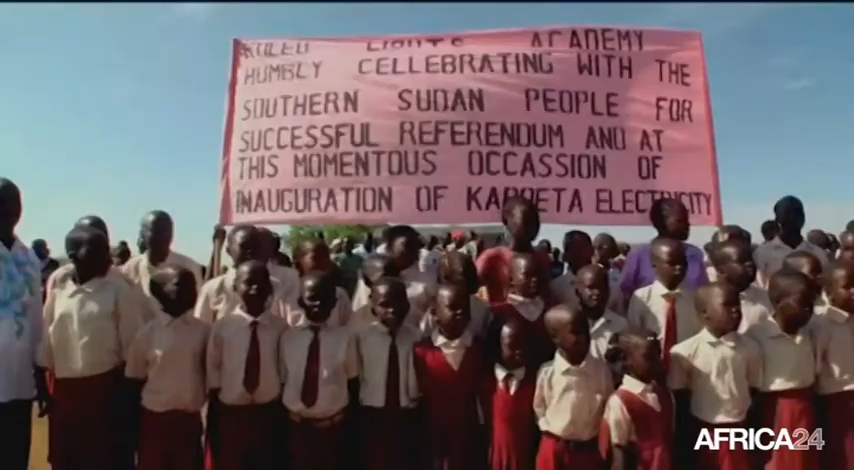 LIGHTS ACADEMY
HUMBLY CELLEBRATING WITH THE
SOUTHERN SUDAN PEOPLE FOR
SUCCESSFUL REFERENDUM AND AT
THIS MOMENTOUS OCCASSION OF
INAUGURATION OF KAPOETA ELECTRICITY
AFRICA24